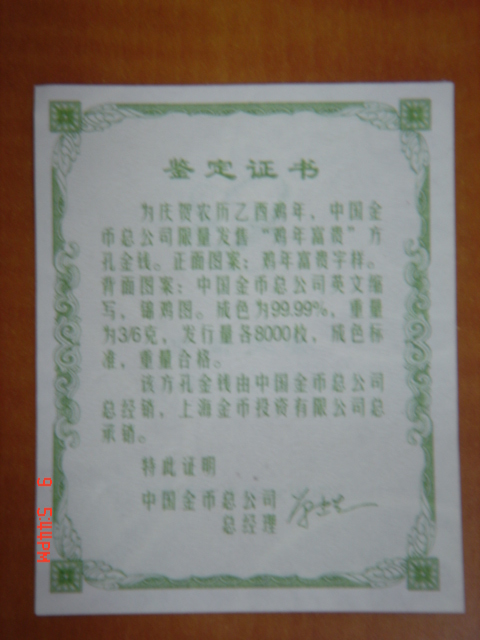 鉴定证书
为庆贺农历乙酉鸡年，中国金
币总公司限量发售“鸡年富贵”方
孔金钱。正面图案：鸡年富贵字样。
背面图案：中国金币总公司英文缩
写，锦鸡图。成色为99.99%，重量
为3/6克，发行量各8000枚，成色标
准，重量合格。
该方孔金钱由中国金币总公司
总经销，上海金币投资有限公司总
承销。
特此证明
中国金币总公司
总经理
6 5:44PM